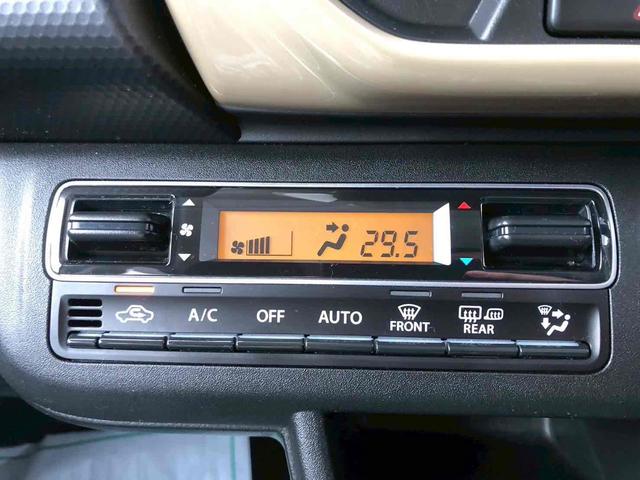 29.5
A/C OFF AUTO FRONT REAR